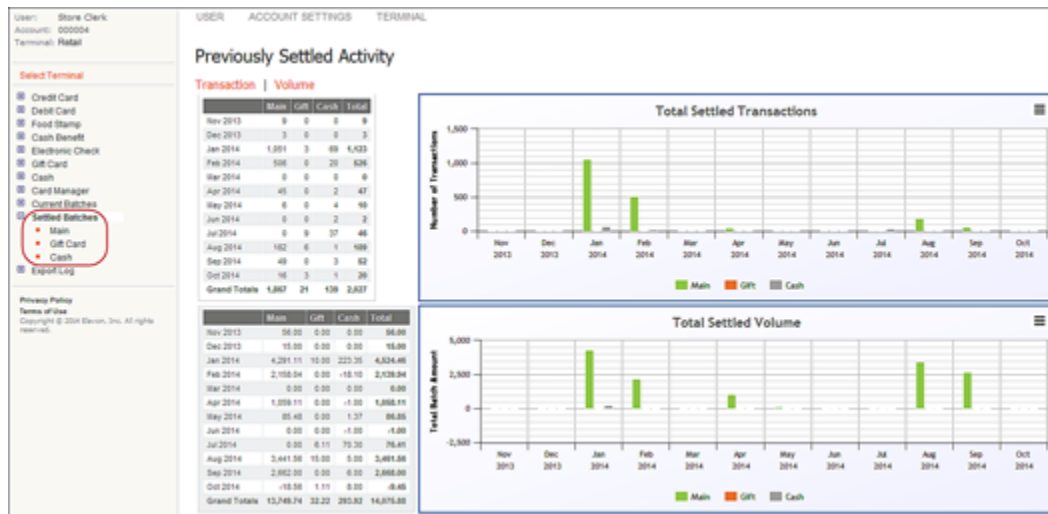 User: Store Clerk
Account: 000004
Terminal: Retail
USER ACCOUNT SETTINGS TERMINAL
Select Terminal
Credit Card
Debit Card
Food Stamp
Cash Benefit
Electronic Check
Gift Card
Cash
Card Manager
Current Batches
Settled Batches
Main
Gift Card
Cash
Export Log
Privacy Policy
Terms of Use
Copyright © 2014 Elavon, Inc. All rights
reserved.
Previously Settled Activity
Transaction | Volume
Main Gift Cash Total
Nov 2013 9 0 0 9
Dec 2013 3 0 0 3
Jan 2014 1,051 3 69 1,123
Feb 2014 506 0 20 526
Mar 2014 0 0 0 0
Apr 2014 45 0 2 47
May 2014 6 0 4 10
Jun 2014 0 0 2 2
Jul 2014 0 9 37 46
Aug 2014 182 6 1 189
Sep 2014 49 0 3 52
Oct 2014 16 3 1 20
Grand Totals 1,867 21 139 2,027
Total Settled Transactions
Number of Transactions
1,500
1,000
500
0
Nov 2013 Dec 2013 Jan 2014 Feb 2014 Mar 2014 Apr 2014 May 2014 Jun 2014 Jul 2014 Aug 2014 Sep 2014 Oct 2014
Main Gift Cash
Main Gift Cash Total
Nov 2013 56.00 0.00 0.00 56.00
Dec 2013 15.00 0.00 0.00 15.00
Jan 2014 4,291.11 10.00 223.35 4,524.46
Feb 2014 2,158.04 0.00 -18.10 2,139.94
Mar 2014 0.00 0.00 0.00 0.00
Apr 2014 1,059.11 0.00 -1.00 1,058.11
May 2014 85.48 0.00 1.37 86.85
Jun 2014 0.00 0.00 -1.00 -1.00
Jul 2014 0.00 6.11 70.30 76.41
Aug 2014 3,441.56 15.00 5.00 3,461.56
Sep 2014 2,662.00 0.00 6.00 2,668.00
Oct 2014 -18.56 1.11 8.00 -9.45
Grand Totals 13,749.74 32.22 293.92 14,075.88
Total Settled Volume
Total Batch Amount
5,000
2,500
0
-2,500
Nov 2013 Dec 2013 Jan 2014 Feb 2014 Mar 2014 Apr 2014 May 2014 Jun 2014 Jul 2014 Aug 2014 Sep 2014 Oct 2014
Main Gift Cash